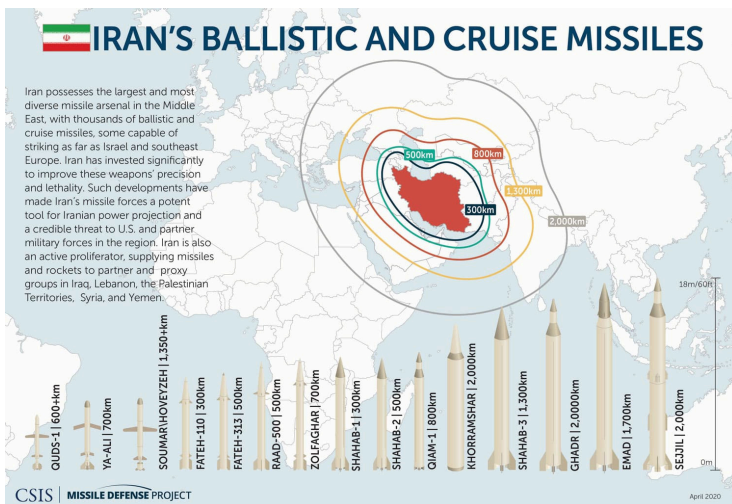 IRAN'S BALLISTIC AND CRUISE MISSILES
Iran possesses the largest and most
diverse missile arsenal in the Middle
East, with thousands of ballistic and
cruise missiles, some capable of
striking as far as Israel and southeast
Europe. Iran has invested significantly
to improve these weapons' precision
and lethality. Such developments have
made Iran's missile forces a potent
tool for Iranian power projection and
a credible threat to U.S. and partner
military forces in the region. Iran is also
an active proliferator, supplying missiles
and rockets to partner and proxy
groups in Iraq, Lebanon, the Palestinian
Territories, Syria, and Yemen.
500km
800km
1,300km
300km
2,000km
18m/60ft
0m
QUDS-1 | 600+km
YA-ALI | 700km
SOUMAR\HOVEYZEH | 1,350+km
FATEH-110 | 300km
FATEH-313 | 500km
RAAD-500 | 500km
ZOLFAGHAR | 700km
SHAHAB-1 | 300km
SHAHAB-2 | 500km
QIAM-1 | 800km
KHORRAMSHAR | 2,000km
SHAHAB-3 | 1,300km
GHADR | 2,0000km
EMAD | 1,700km
SEJJIL | 2,000km
CSIS | MISSILE DEFENSE PROJECT
April 2020